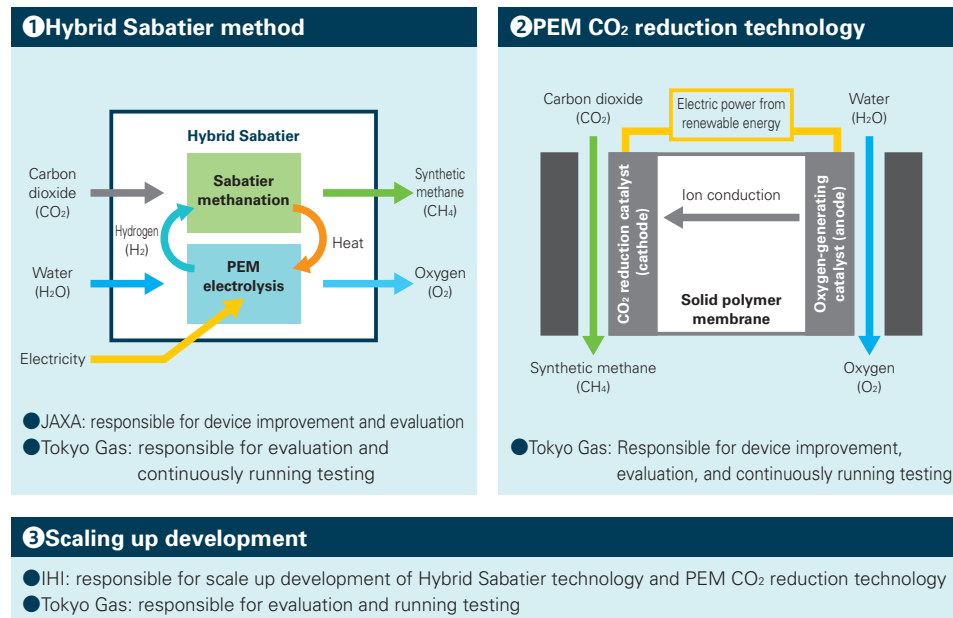 ❶Hybrid Sabatier method
Hybrid Sabatier
Sabatier
methanation
Carbon
dioxide
(CO₂)
Synthetic
methane
(CH₄)
Hydrogen
(H₂)
Heat
PEM
electrolysis
Water
(H₂O)
Oxygen
(O₂)
Electricity
●JAXA: responsible for device improvement and evaluation
●Tokyo Gas: responsible for evaluation and
continuously running testing
❷PEM CO₂ reduction technology
Carbon dioxide
(CO₂)
Electric power from
renewable energy
Water
(H₂O)
CO₂ reduction catalyst
(cathode)
Ion conduction
Solid polymer
membrane
Oxygen-generating
catalyst (anode)
Synthetic methane
(CH₄)
Oxygen
(O₂)
●Tokyo Gas: Responsible for device improvement,
evaluation, and continuously running testing
❸Scaling up development
●IHI: responsible for scale up development of Hybrid Sabatier technology and PEM CO₂ reduction technology
●Tokyo Gas: responsible for evaluation and running testing